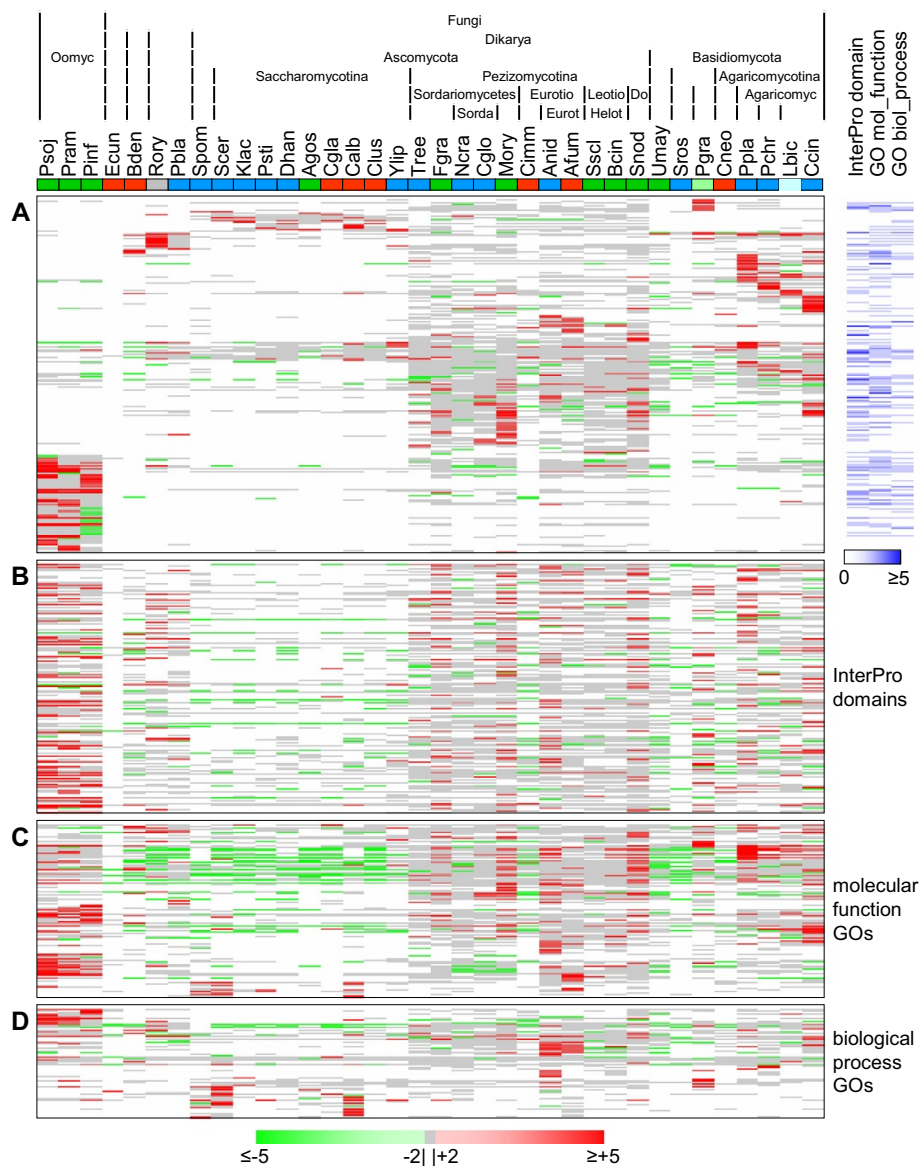 Fungi
Dikarya
Oomyc
Ascomycota
Basidiomycota
Saccharomycotina
Pezizomycotina
Agaricomycotina
Sordariomycetes
Eurotio
Leotio
Do
Agaricomyc
Sorda
Eurot
Helot
Psoj
Pram
Pinf
Ecun
Bden
Rory
Pbla
Spom
Scer
Klac
Psti
Dhan
Agos
Cgla
Calb
Clus
Ylip
Tree
Fgra
Ncra
Cglo
Mory
Cimm
Anid
Afum
Sscl
Bcin
Snod
Umay
Sros
Pgra
Cneo
Ppla
Pchr
Lbic
Ccin
InterPro domain
GO mol_function
GO biol_process
A
0
≥5
B
InterPro
domains
C
molecular
function
GOs
D
biological
process
GOs
≤-5
-2| |+2
≥+5